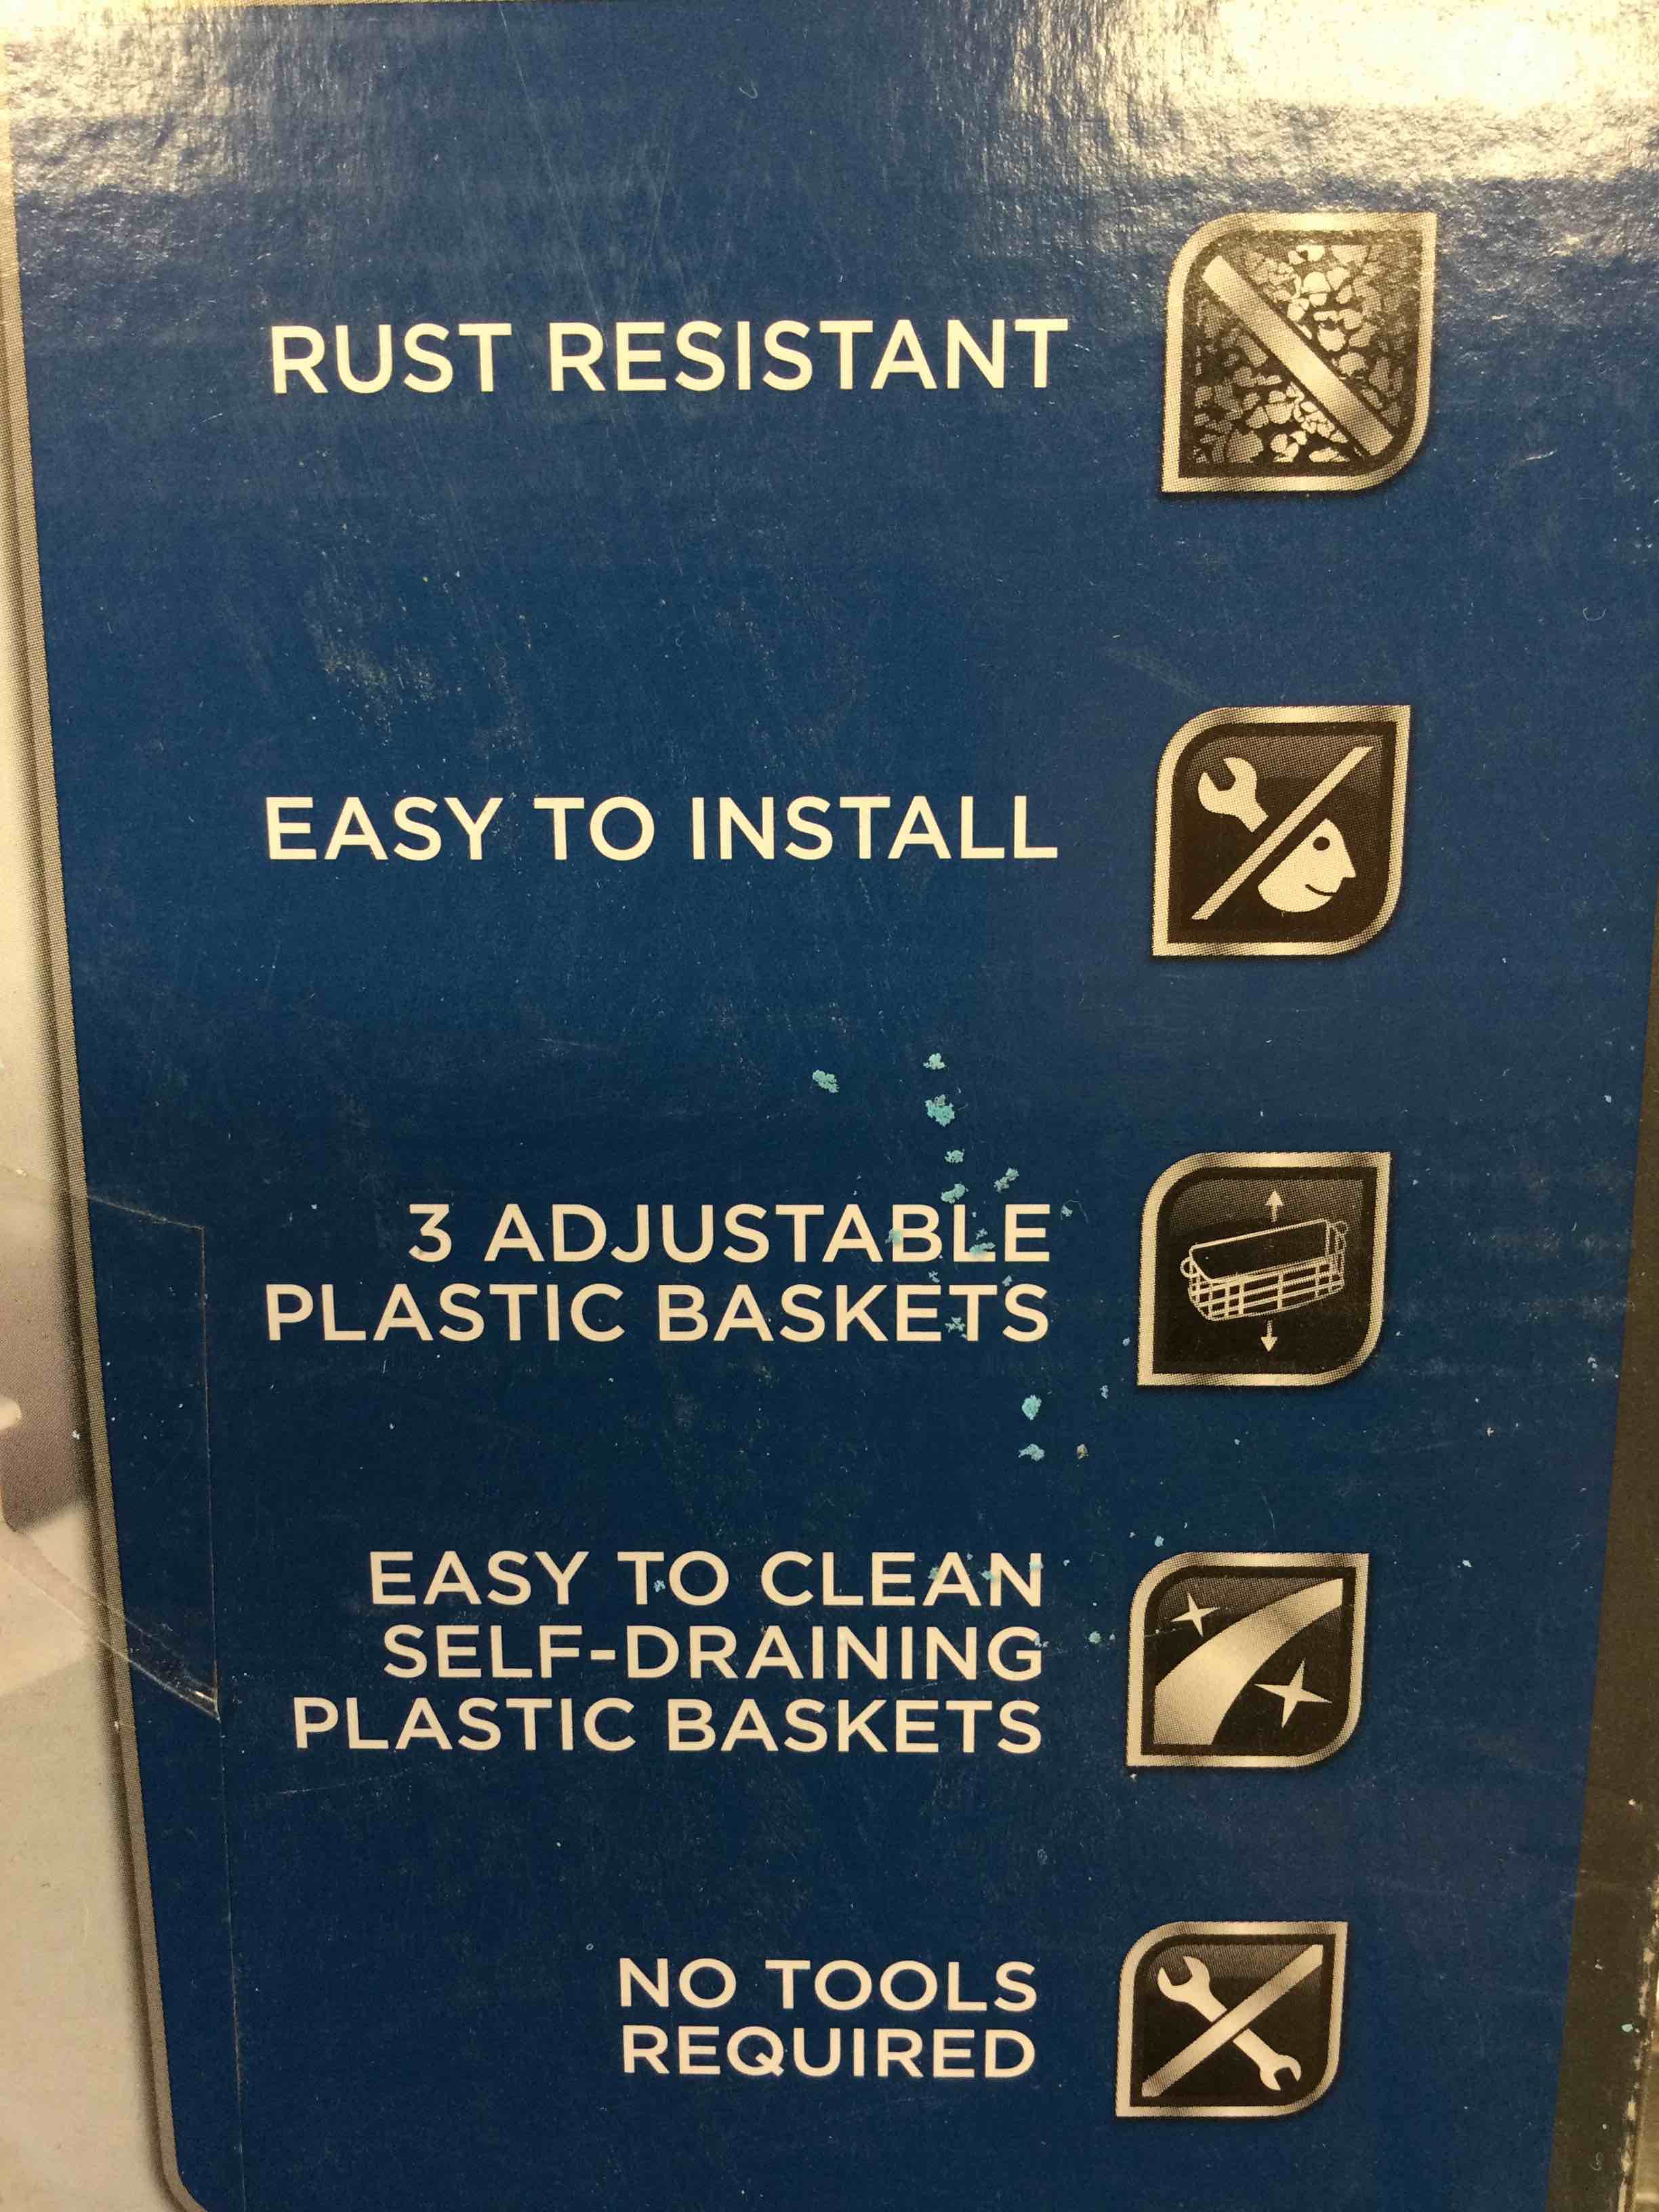 RUST RESISTANT
EASY TO INSTALL
3 ADJUSTABLE
PLASTIC BASKETS
EASY TO CLEAN
SELF-DRAINING
PLASTIC BASKETS
NO TOOLS
REQUIRED